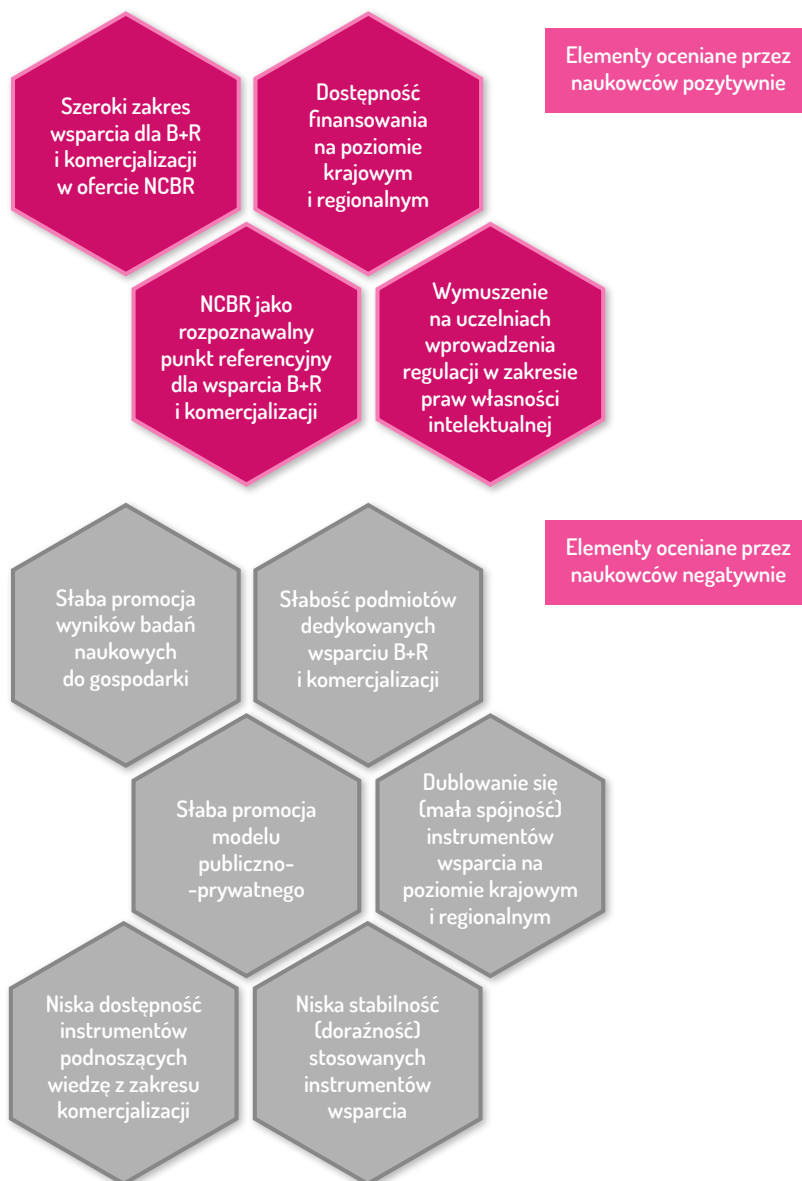 Elementy oceniane przez
naukowców pozytywnie
Szeroki zakres
wsparcia dla B+R
i komercjalizacji
w ofercie NCBR
Dostępność
finansowania
na poziomie
krajowym
i regionalnym
NCBR jako
rozpoznawalny
punkt referencyjny
dla wsparcia B+R
i komercjalizacji
Wymuszenie
na uczelniach
wprowadzenia
regulacji w zakresie
praw własności
intelektualnej
Elementy oceniane przez
naukowców negatywnie
Słaba promocja
wyników badań
naukowych
do gospodarki
Słabość podmiotów
dedykowanych
wsparciu B+R
i komercjalizacji
Słaba promocja
modelu
publiczno-
-prywatnego
Dublowanie się
(mała spójność)
instrumentów
wsparcia na
poziomie krajowym
i regionalnym
Niska dostępność
instrumentów
podnoszących
wiedzę z zakresu
komercjalizacji
Niska stabilność
(doraźność)
stosowanych
instrumentów
wsparcia